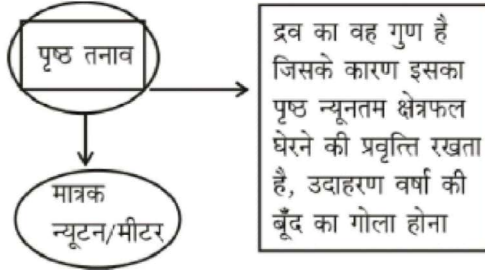 पृष्ठ तनाव
द्रव का वह गुण है
जिसके कारण इसका
पृष्ठ न्यूनतम क्षेत्रफल
घेरने की प्रवृत्ति रखता
है, उदाहरण वर्षा की
बूँद का गोला होना
मात्रक
न्यूटन/मीटर